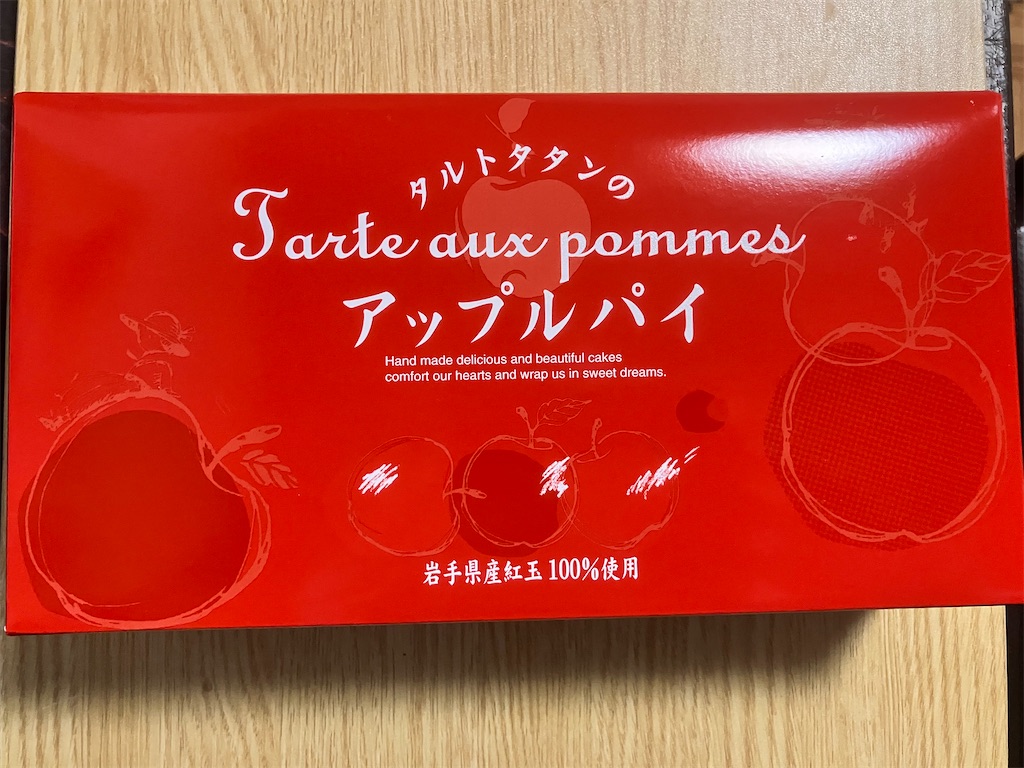 タルトタタンの
Tarte aux pommes
アップルパイ
Hand made delicious and beautiful cakes
comfort our hearts and wrap us in sweet dreams.
岩手県産紅玉100%使用